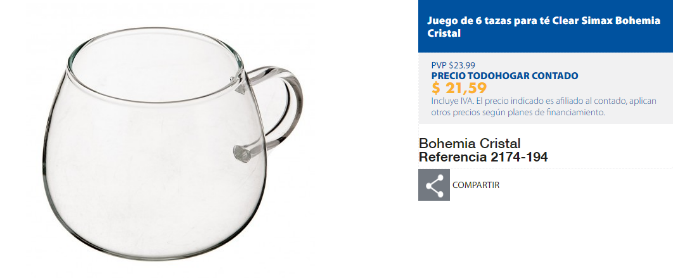 Juego de 6 tazas para té Clear Simax Bohemia
Cristal
PVP $23.99
PRECIO TODOHOGAR CONTADO
$ 21,59
Incluye IVA. El precio indicado es afiliado al contado, aplican
otros precios según planes de financiamiento.
Bohemia Cristal
Referencia 2174-194
COMPARTIR